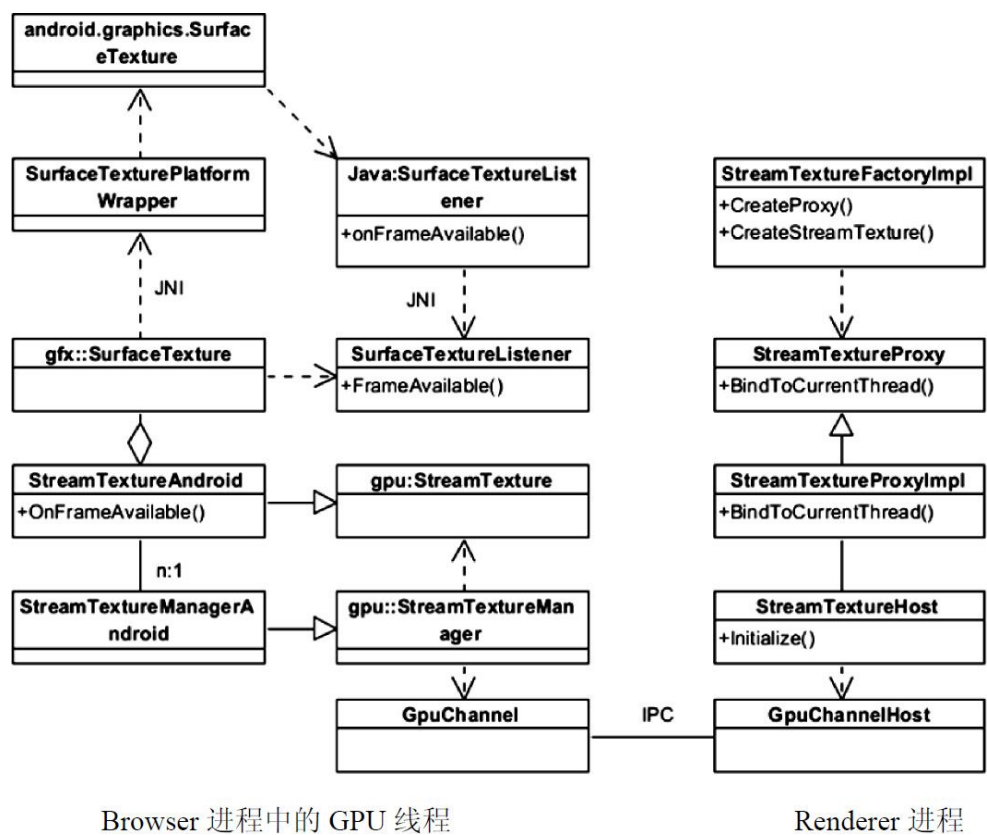 android.graphics.Surfac
eTexture
SurfaceTexturePlatform
Wrapper
Java:SurfaceTextureList
ener
+onFrameAvailable()
StreamTextureFactoryImpl
+CreateProxy()
+CreateStreamTexture()
JNI
JNI
gfx::SurfaceTexture
SurfaceTextureListener
+FrameAvailable()
StreamTextureProxy
+BindToCurrentThread()
StreamTextureAndroid
+OnFrameAvailable()
gpu:StreamTexture
StreamTextureProxyImpl
+BindToCurrentThread()
n:1
StreamTextureManagerA
ndroid
gpu::StreamTextureMan
ager
StreamTextureHost
+Initialize()
GpuChannel
IPC
GpuChannelHost
Browser 进程中的 GPU 线程
Renderer 进程